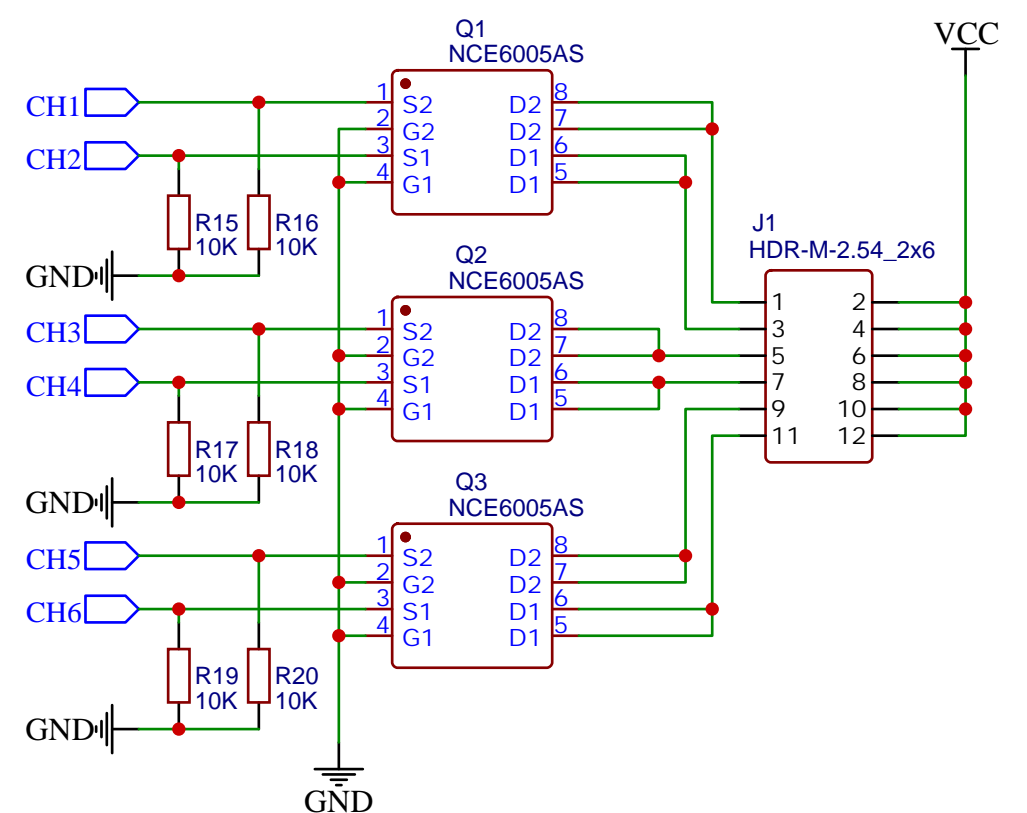 Q1
NCE6005AS
VCC
CH1
1 S2 D2 8
2 G2 D2 7
CH2
3 S1 D1 6
4 G1 D1 5
R15
10K
R16
10K
GND
J1
HDR-M-2.54_2x6
1 2
3 4
5 6
7 8
9 10
11 12
Q2
NCE6005AS
CH3
1 S2 D2 8
2 G2 D2 7
CH4
3 S1 D1 6
4 G1 D1 5
R17
10K
R18
10K
GND
Q3
NCE6005AS
CH5
1 S2 D2 8
2 G2 D2 7
CH6
3 S1 D1 6
4 G1 D1 5
R19
10K
R20
10K
GND
GND